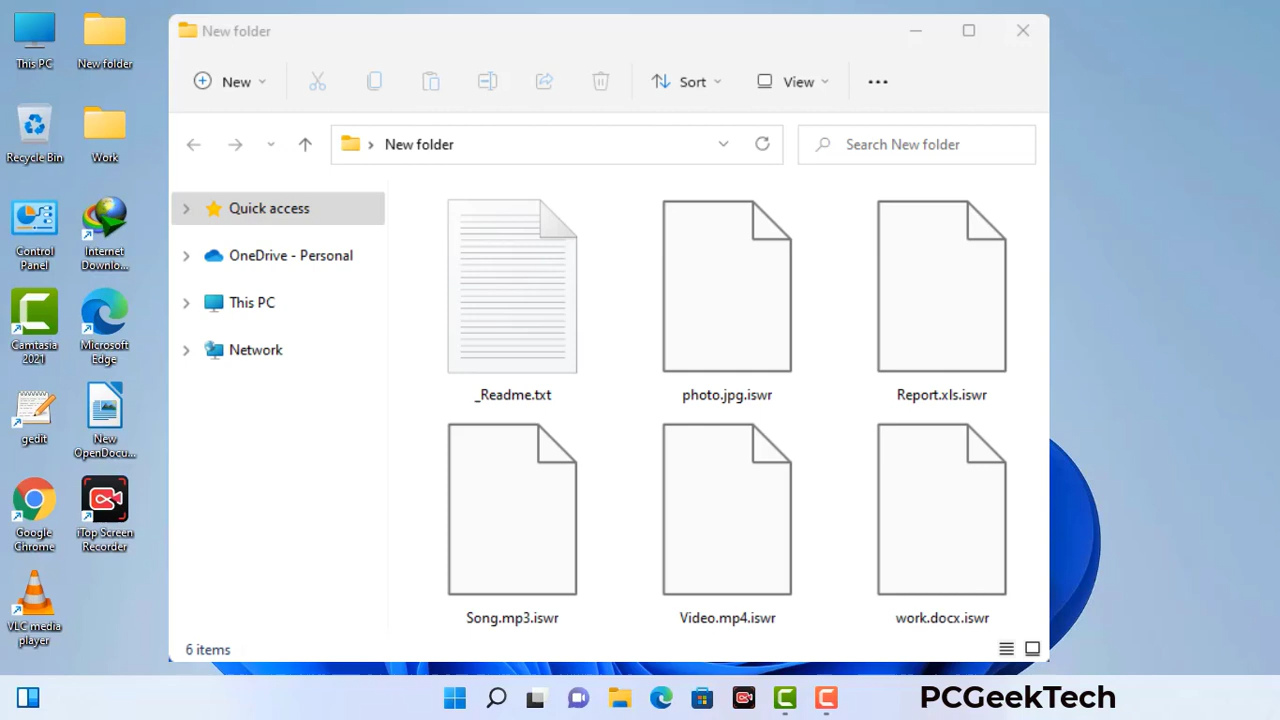 This PC
New folder
Recycle Bin
Work
Control
Panel
Internet
Downlo...
Camtasia
2021
Microsoft
Edge
gedit
New
OpenDocu...
Google
Chrome
iTop Screen
Recorder
VLC media
player
New folder
New
Sort
View
New folder
Search New folder
Quick access
OneDrive - Personal
This PC
Network
_Readme.txt
photo.jpg.iswr
Report.xls.iswr
Song.mp3.iswr
Video.mp4.iswr
work.docx.iswr
6 items
PCGeekTech